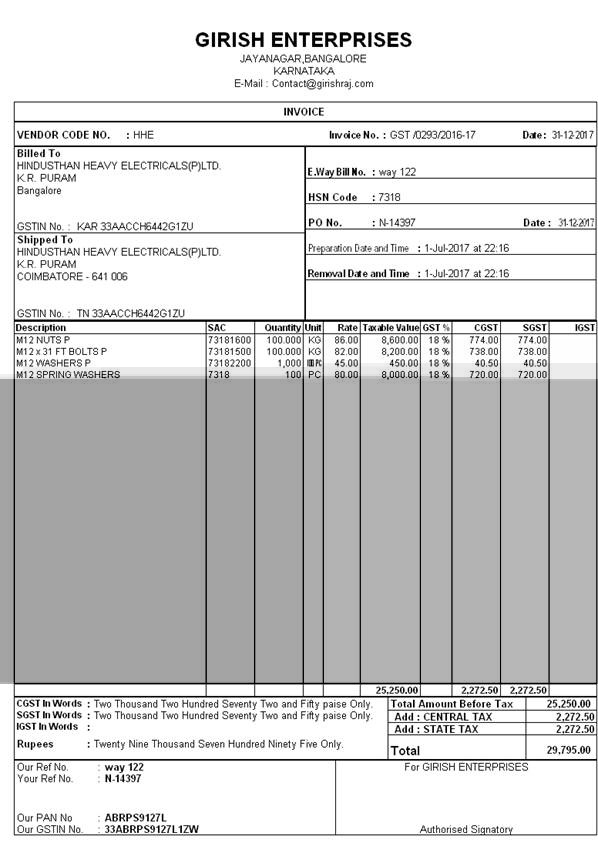 GIRISH ENTERPRISES
JAYANAGAR,BANGALORE
KARNATAKA
E-Mail : Contact@girishraj.com
INVOICE
VENDOR CODE NO. : HHE Invoice No. : GST /0293/2016-17 Date : 31-12-2017
Billed To
HINDUSTHAN HEAVY ELECTRICALS(P)LTD.
K.R. PURAM
Bangalore
GSTIN No. : KAR 33AACCH6442G1ZU
E.Way Bill No. : way 122
HSN Code : 7318
PO No. : N-14397 Date : 31-12-2017
Shipped To
HINDUSTHAN HEAVY ELECTRICALS(P)LTD.
K.R. PURAM
COIMBATORE - 641 006
GSTIN No. : TN 33AACCH6442G1ZU
Preparation Date and Time : 1-Jul-2017 at 22:16
Removal Date and Time : 1-Jul-2017 at 22:16
Description SAC Quantity Unit Rate Taxable Value GST % CGST SGST IGST
M12 NUTS P 73181600 100.000 KG 86.00 8,600.00 18 % 774.00 774.00
M12 x 31 FT BOLTS P 73181500 100.000 KG 82.00 8,200.00 18 % 738.00 738.00
M12 WASHERS P 73182200 1,000 45.00 450.00 18 % 40.50 40.50
M12 SPRING WASHERS 7318 100 PC 80.00 8,000.00 18 % 720.00 720.00
25,250.00 2,272.50 2,272.50
CGST In Words : Two Thousand Two Hundred Seventy Two and Fifty paise Only.
SGST In Words : Two Thousand Two Hundred Seventy Two and Fifty paise Only.
IGST In Words :
Rupees : Twenty Nine Thousand Seven Hundred Ninety Five Only.
Total Amount Before Tax 25,250.00
Add : CENTRAL TAX 2,272.50
Add : STATE TAX 2,272.50
Total 29,795.00
Our Ref No. : way 122
Your Ref No. : N-14397
Our PAN No : ABRPS9127L
Our GSTIN No. : 33ABRPS9127L1ZW
For GIRISH ENTERPRISES
Authorised Signatory